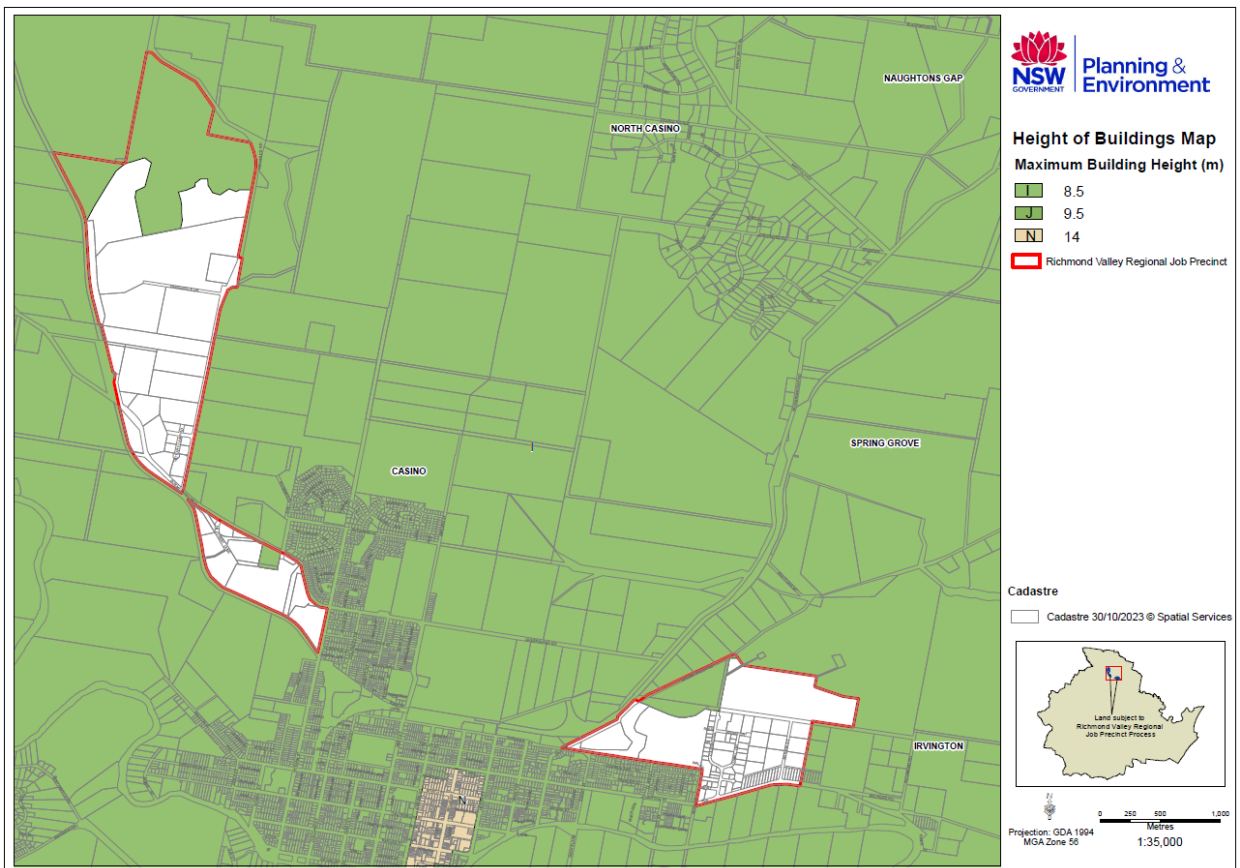 NAUGHTONS GAP
NORTH CASINO
SPRING GROVE
CASINO
IRVINGTON
I
N
NSW
GOVERNMENT
Planning &
Environment
Height of Buildings Map
Maximum Building Height (m)
I 8.5
J 9.5
N 14
Richmond Valley Regional Job Precinct
Cadastre
Cadastre 30/10/2023 © Spatial Services
Land subject to
Richmond Valley Regional
Job Precinct Process
0 250 500 1,000
Metres
Projection: GDA 1994
MGA Zone 56
1:35,000